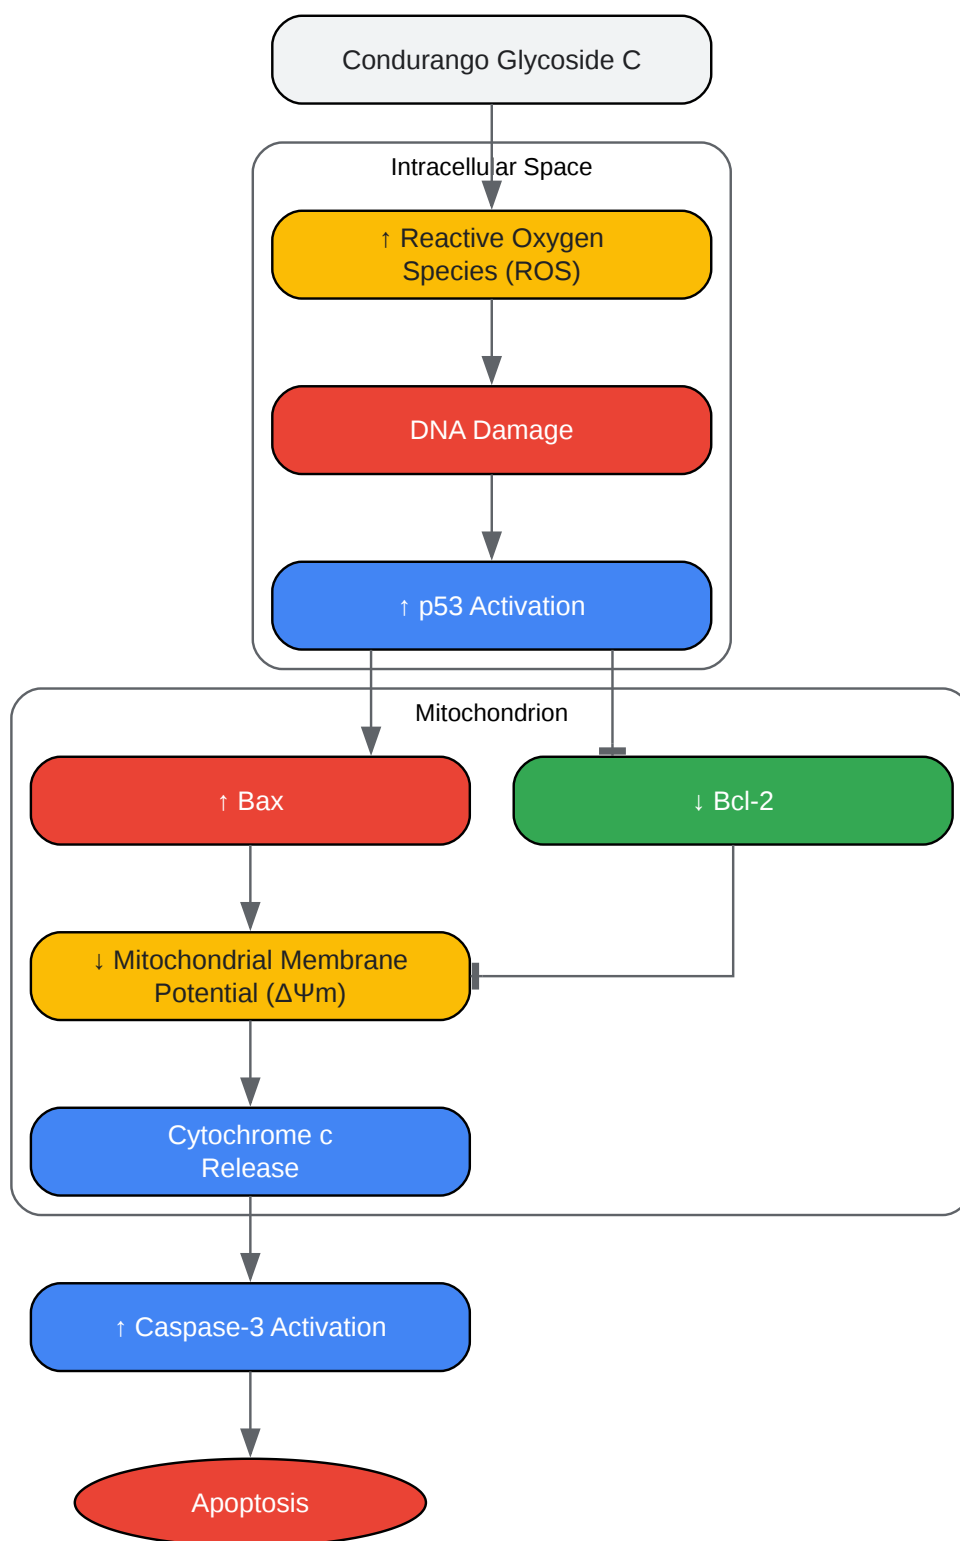 Condurango Glycoside C
Intracellular Space
↑ Reactive Oxygen
Species (ROS)
DNA Damage
↑ p53 Activation
Mitochondrion
↑ Bax
↓ Bcl-2
↓ Mitochondrial Membrane
Potential (ΔΨm)
Cytochrome c
Release
↑ Caspase-3 Activation
Apoptosis